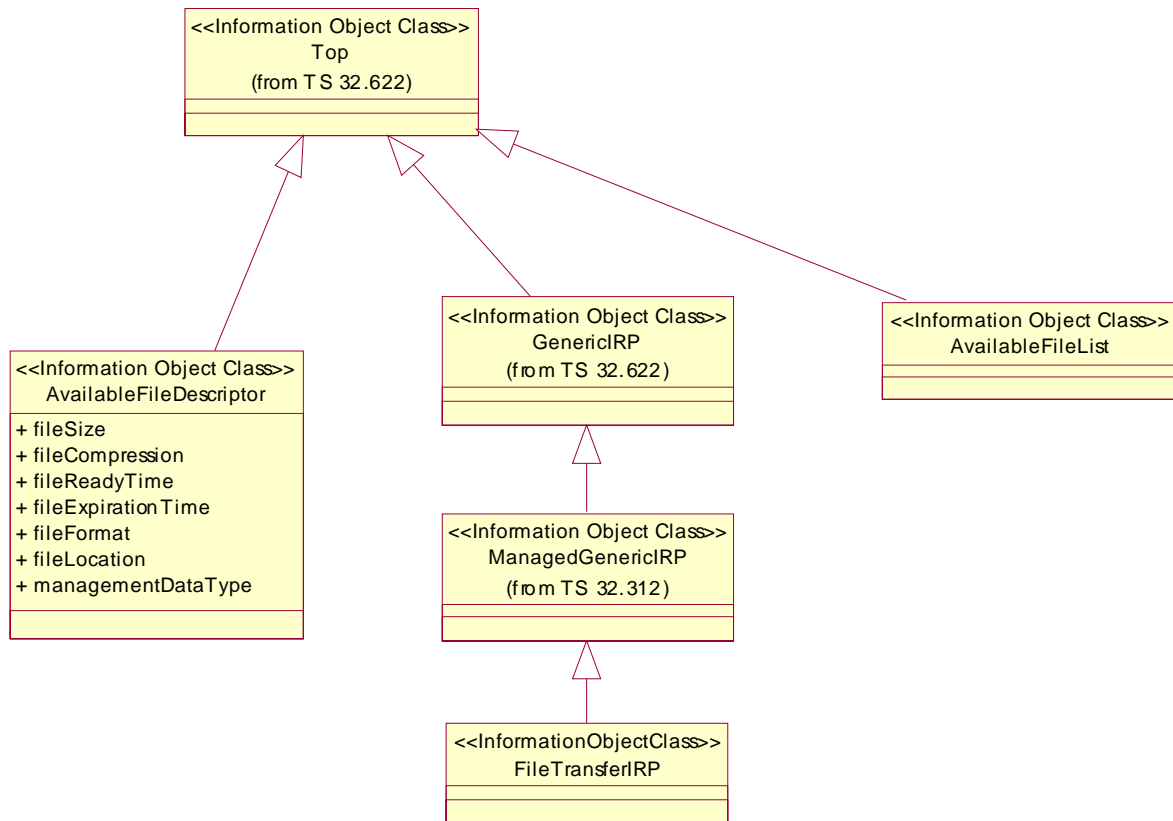 <<Information Object Class>>
Top
(from TS 32.622)
<<Information Object Class>>
AvailableFileDescriptor
+ fileSize
+ fileCompression
+ fileReadyTime
+ fileExpirationTime
+ fileFormat
+ fileLocation
+ managementDataType
<<Information Object Class>>
GenericIRP
(from TS 32.622)
<<Information Object Class>>
AvailableFileList
<<Information Object Class>>
ManagedGenericIRP
(from TS 32.312)
<<InformationObjectClass>>
FileTransferIRP